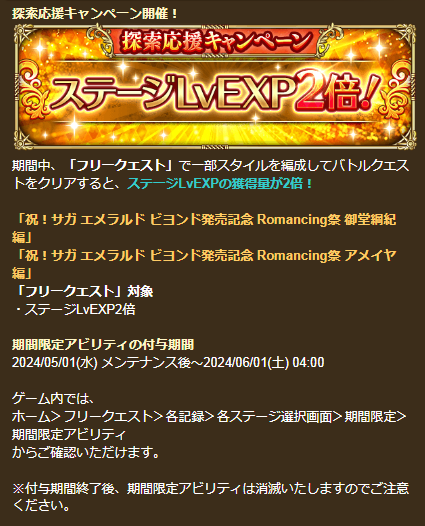 探索応援キャンペーン開催！
探索応援キャンペーン
ステージLvEXP2倍!
期間中、「フリークエスト」で一部スタイルを編成してバトルクエス
トをクリアすると、ステージLvEXPの獲得量が2倍！
「祝！サガ エメラルド ビヨンド発売記念 Romancing祭 御堂綱紀
編」
「祝！サガ エメラルド ビヨンド発売記念 Romancing祭 アメイヤ
編」
「フリークエスト」対象
・ステージLvEXP2倍
期間限定アビリティの付与期間
2024/05/01(水) メンテナンス後～2024/06/01(土) 04:00
ゲーム内では、
ホーム＞フリークエスト＞各記録＞各ステージ選択画面＞期間限定＞
期間限定アビリティ
からご確認いただけます。
※付与期間終了後、期間限定アビリティは消滅いたしますのでご注意
ください。